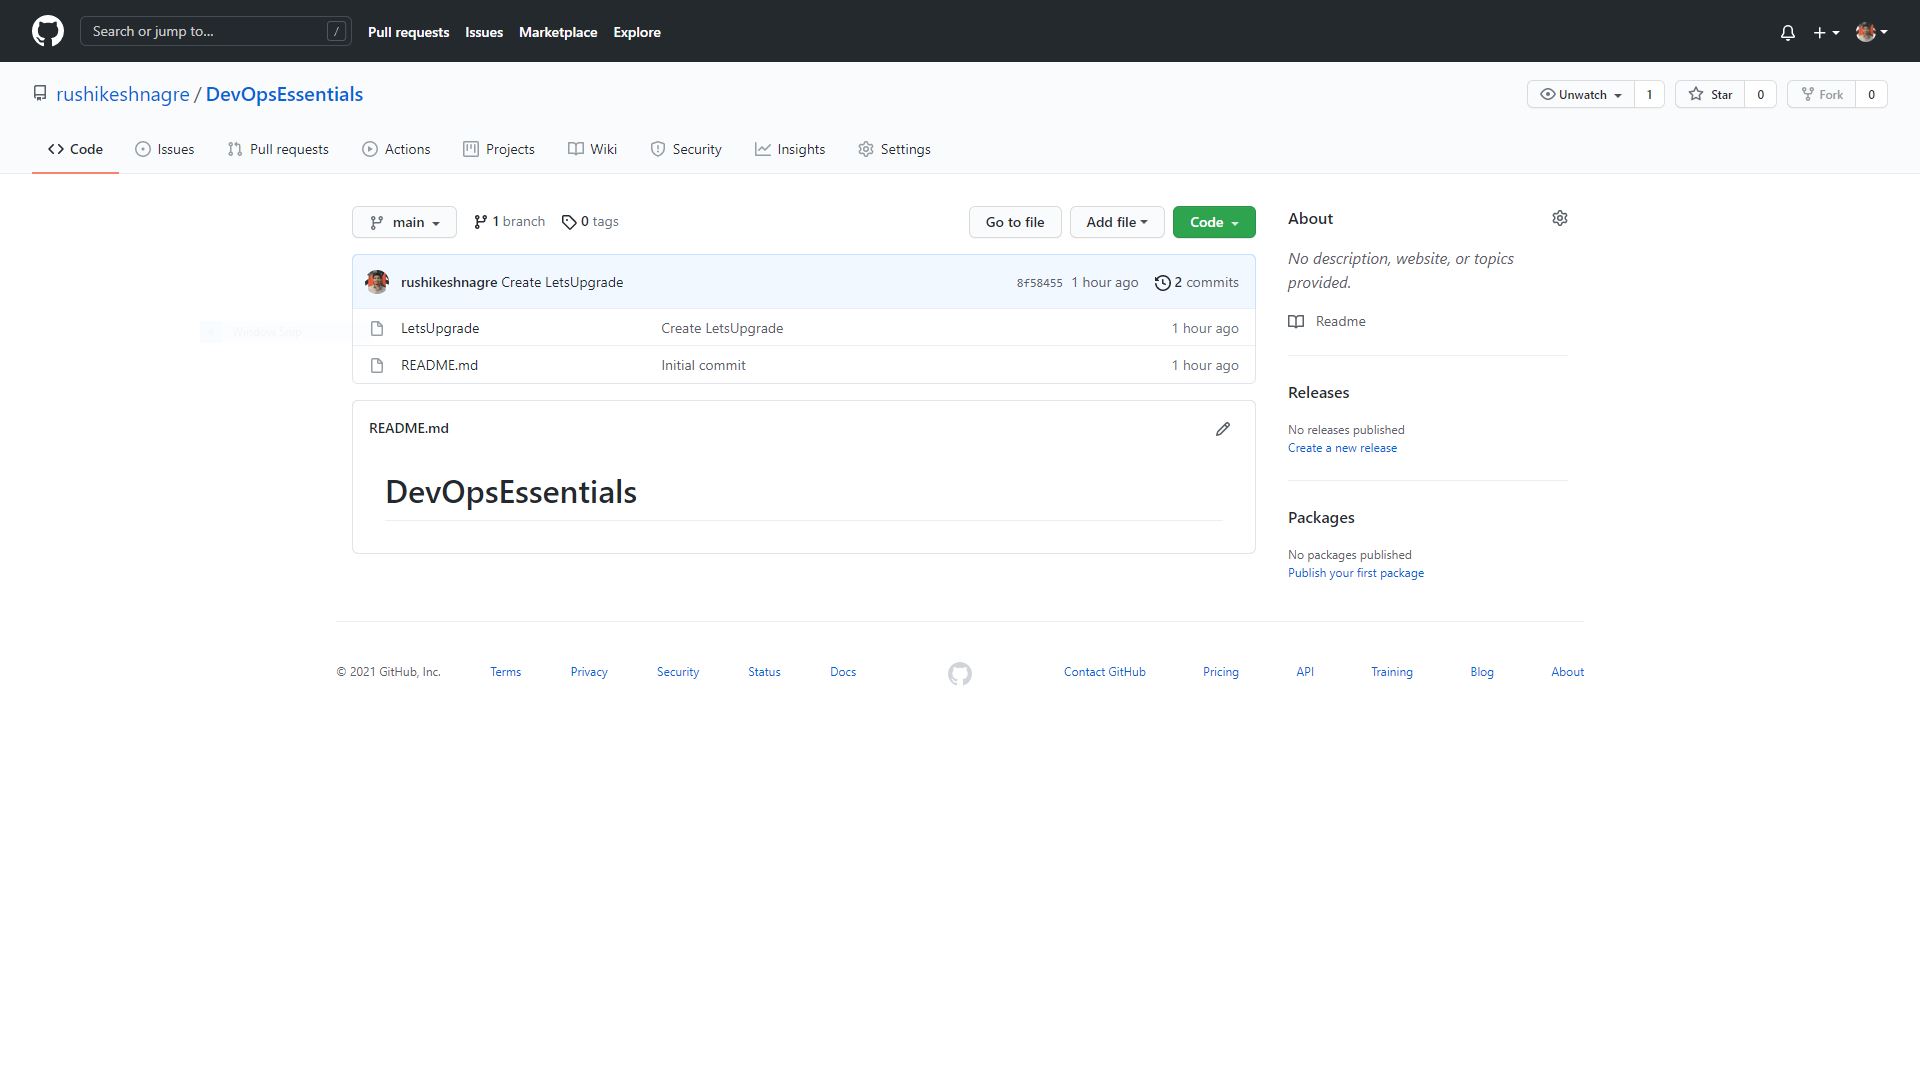 Search or jump to... / Pull requests Issues Marketplace Explore
rushikeshnagre / DevOpsEssentials Unwatch 1 Star 0 Fork 0
Code Issues Pull requests Actions Projects Wiki Security Insights Settings
main 1 branch 0 tags Go to file Add file Code
rushikeshnagre Create LetsUpgrade 8f58455 1 hour ago 2 commits
LetsUpgrade Create LetsUpgrade 1 hour ago
README.md Initial commit 1 hour ago
README.md
DevOpsEssentials
Window Snip
About
No description, website, or topics
provided.
Readme
Releases
No releases published
Create a new release
Packages
No packages published
Publish your first package
© 2021 GitHub, Inc. Terms Privacy Security Status Docs Contact GitHub Pricing API Training Blog About